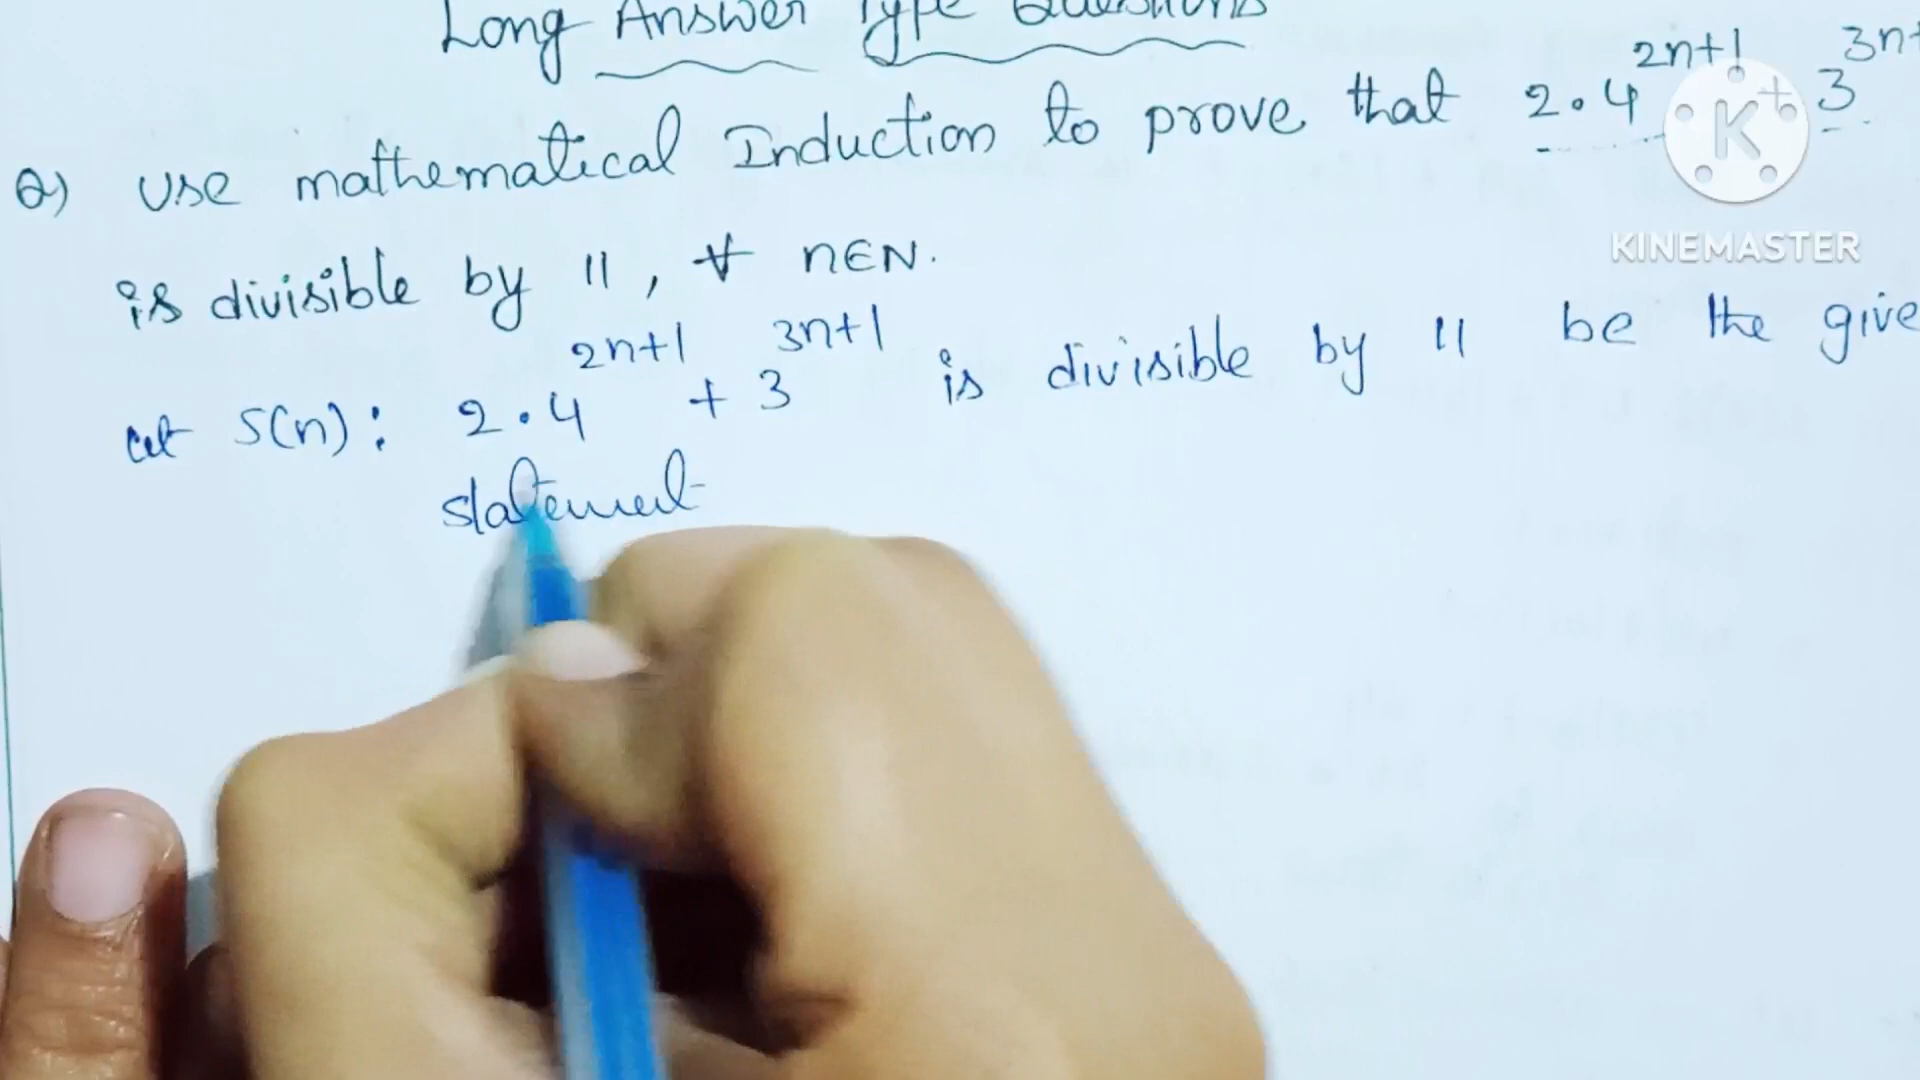 Long Answer Type Questions
Q) Use mathematical Induction to prove that 2.4^2n+1 + 3^3n+
is divisible by 11, ∀ n∈N.
Let S(n): 2.4^2n+1 + 3^3n+1 is divisible by 11 be the give
statement
K
KINEMASTER